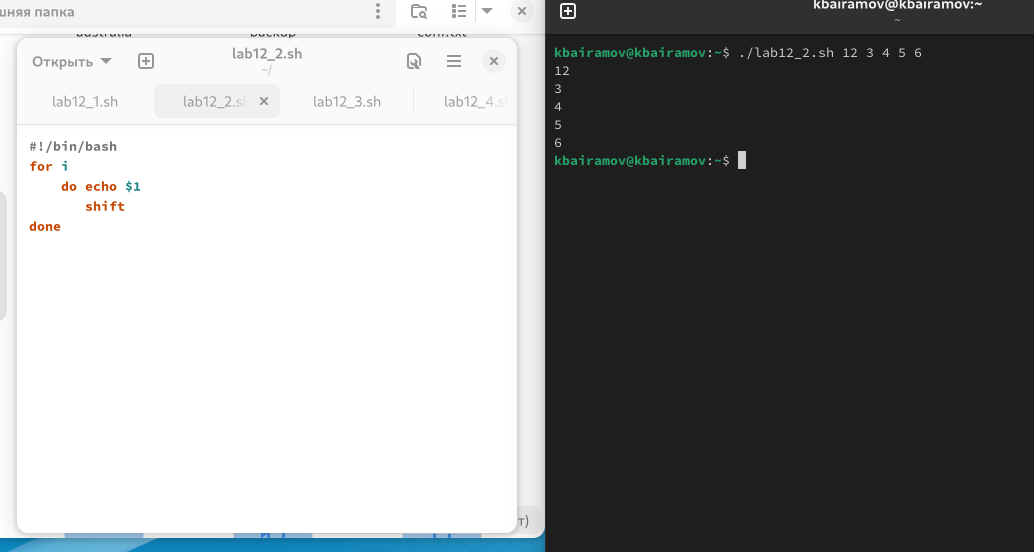 шняя папка
kbairamov@kbairamov:~
~
australia backup conf.txt
Открыть
lab12_2.sh
~/
lab12_1.sh lab12_2.sh lab12_3.sh lab12_4.sh
#!/bin/bash
for i
do echo $1
shift
done
т)
kbairamov@kbairamov:~$ ./lab12_2.sh 12 3 4 5 6
12
3
4
5
6
kbairamov@kbairamov:~$